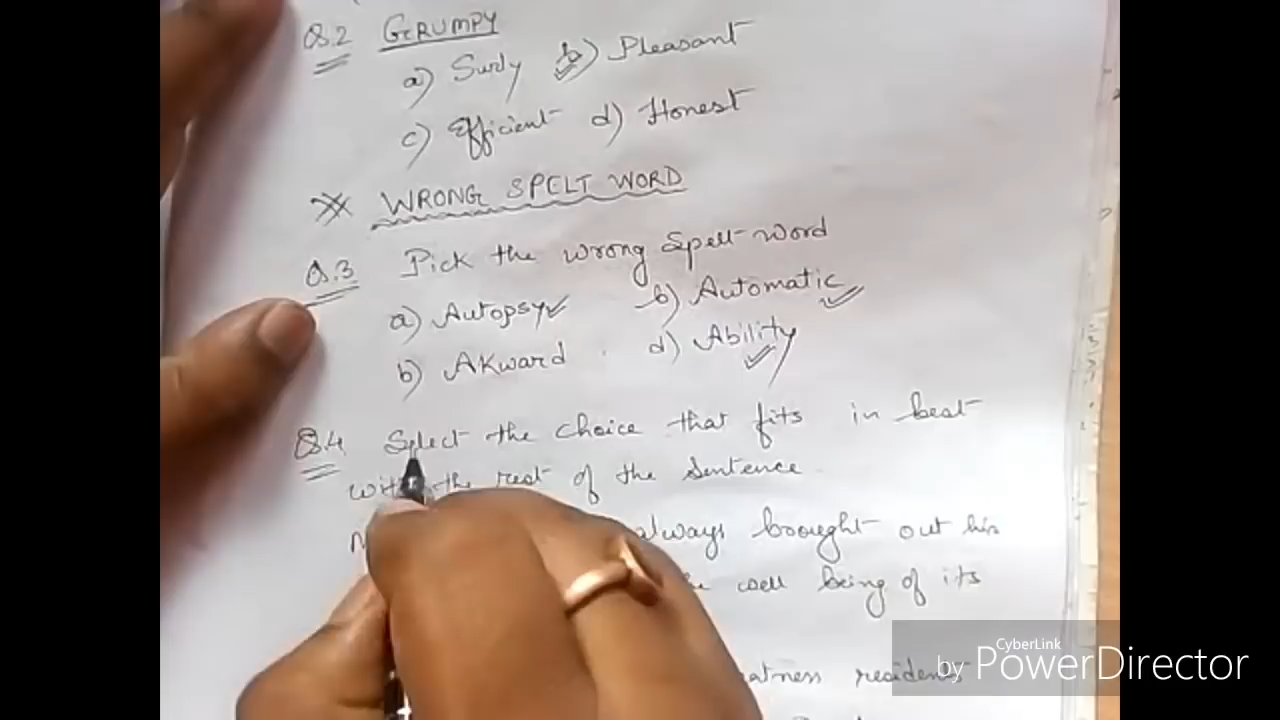 Q.2 GRUMPY
a) Surly b) Pleasant
c) Efficient d) Honest
WRONG SPELT WORD
Q.3 Pick the wrong spelt word
a) Autopsy b) Automatic
b) Akward d) Ability
Q.4 Select the choice that fits in best
with the rest of the sentence
always brought out his
well being of its
residents
CyberLink
by PowerDirector